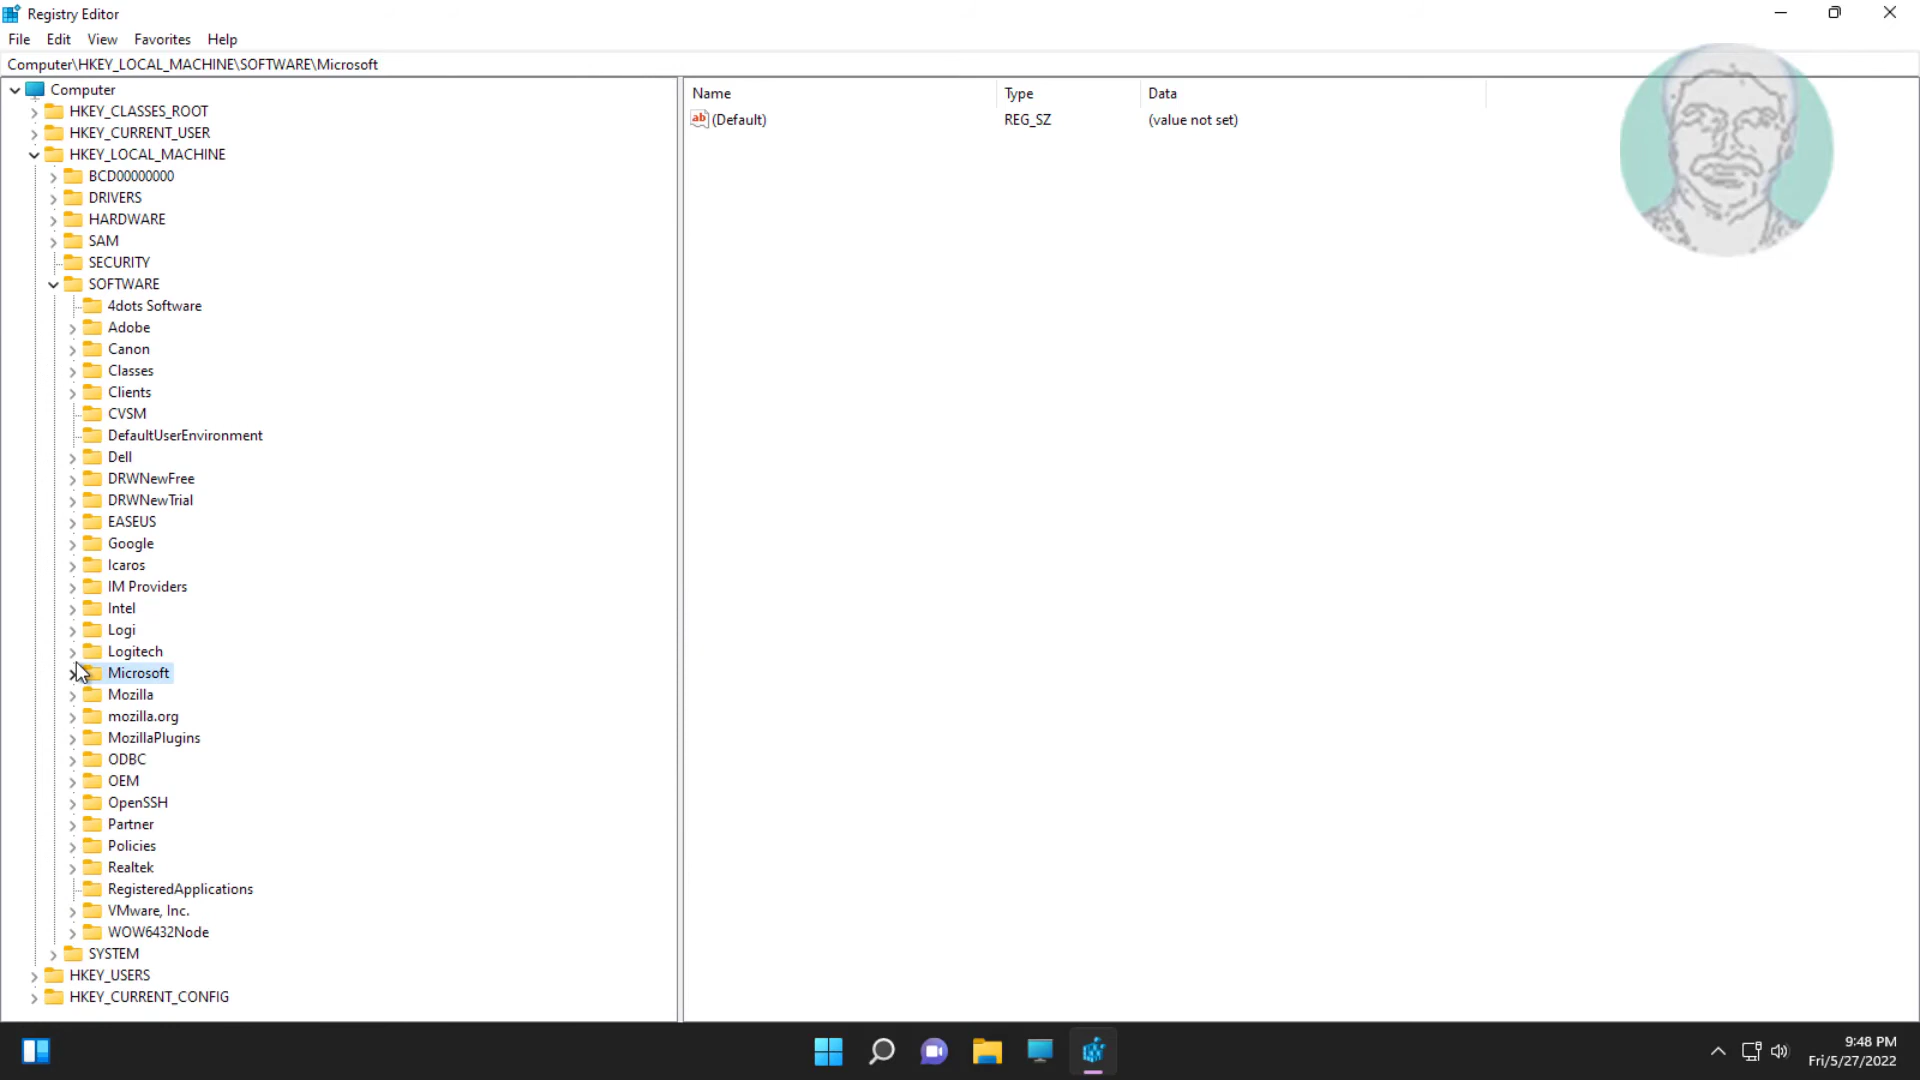 Registry Editor
File Edit View Favorites Help
Computer\HKEY_LOCAL_MACHINE\SOFTWARE\Microsoft
Computer
HKEY_CLASSES_ROOT
HKEY_CURRENT_USER
HKEY_LOCAL_MACHINE
BCD00000000
DRIVERS
HARDWARE
SAM
SECURITY
SOFTWARE
4dots Software
Adobe
Canon
Classes
Clients
CVSM
DefaultUserEnvironment
Dell
DRWNewFree
DRWNewTrial
EASEUS
Google
Icaros
IM Providers
Intel
Logi
Logitech
Microsoft
Mozilla
mozilla.org
MozillaPlugins
ODBC
OEM
OpenSSH
Partner
Policies
Realtek
RegisteredApplications
VMware, Inc.
WOW6432Node
SYSTEM
HKEY_USERS
HKEY_CURRENT_CONFIG
Name Type Data
ab (Default) REG_SZ (value not set)
9:48 PM
Fri/5/27/2022